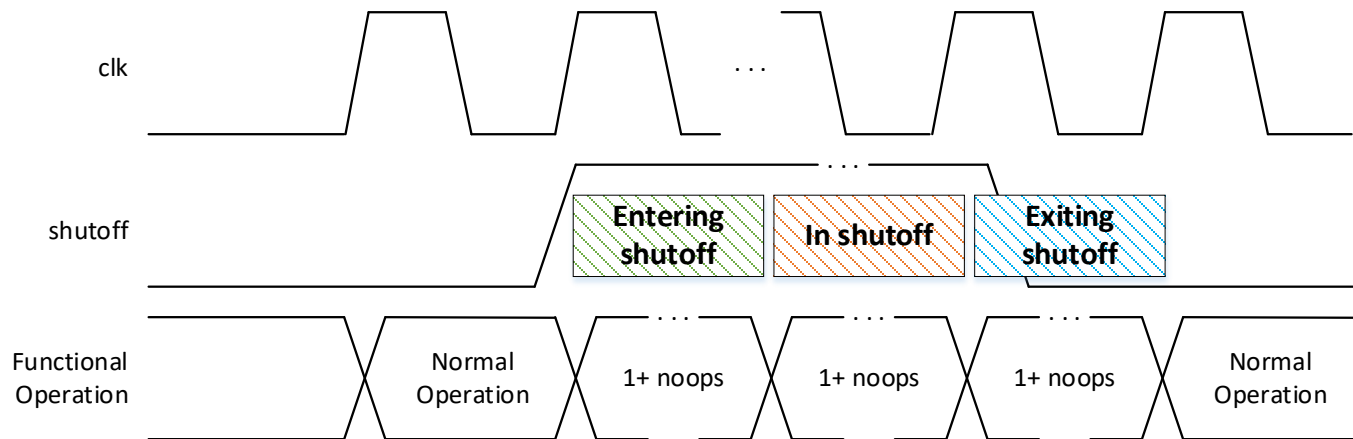 clk
. . .
shutoff
. . .
Entering
shutoff
In shutoff
Exiting
shutoff
Functional
Operation
Normal
Operation
. . .
1+ noops
. . .
1+ noops
. . .
1+ noops
Normal
Operation